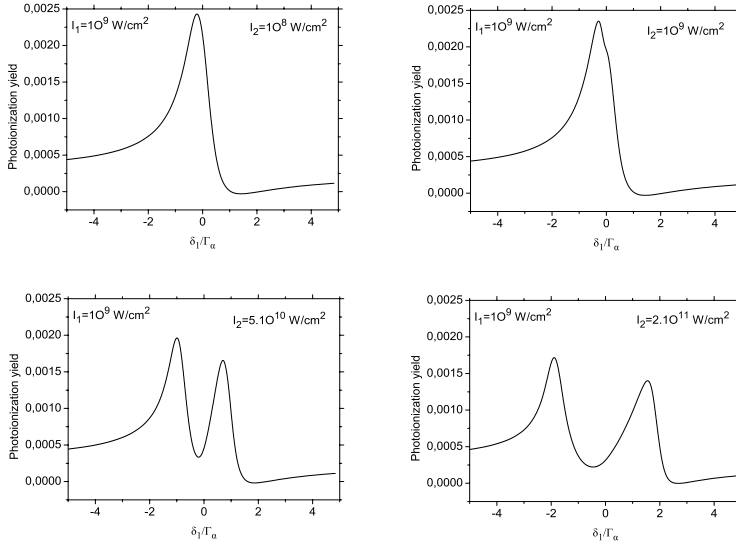 I₁=1O⁹ W/cm²
I₂=1O⁸ W/cm²
Photoionization yield
0,0025
0,0020
0,0015
0,0010
0,0005
0,0000
-4 -2 0 2 4
δ₁/Γα
I₁=1O⁹ W/cm²
I₂=1O⁹ W/cm²
Photoionization yield
0,0025
0,0020
0,0015
0,0010
0,0005
0,0000
-4 -2 0 2 4
δ₁/Γα
I₁=1O⁹ W/cm²
I₂=5.1O¹⁰ W/cm²
Photoionization yield
0,0025
0,0020
0,0015
0,0010
0,0005
0,0000
-4 -2 0 2 4
δ₁/Γα
I₁=1O⁹ W/cm²
I₂=2.1O¹¹ W/cm²
Photoionization yield
0,0025
0,0020
0,0015
0,0010
0,0005
0,0000
-4 -2 0 2 4
δ₁/Γα